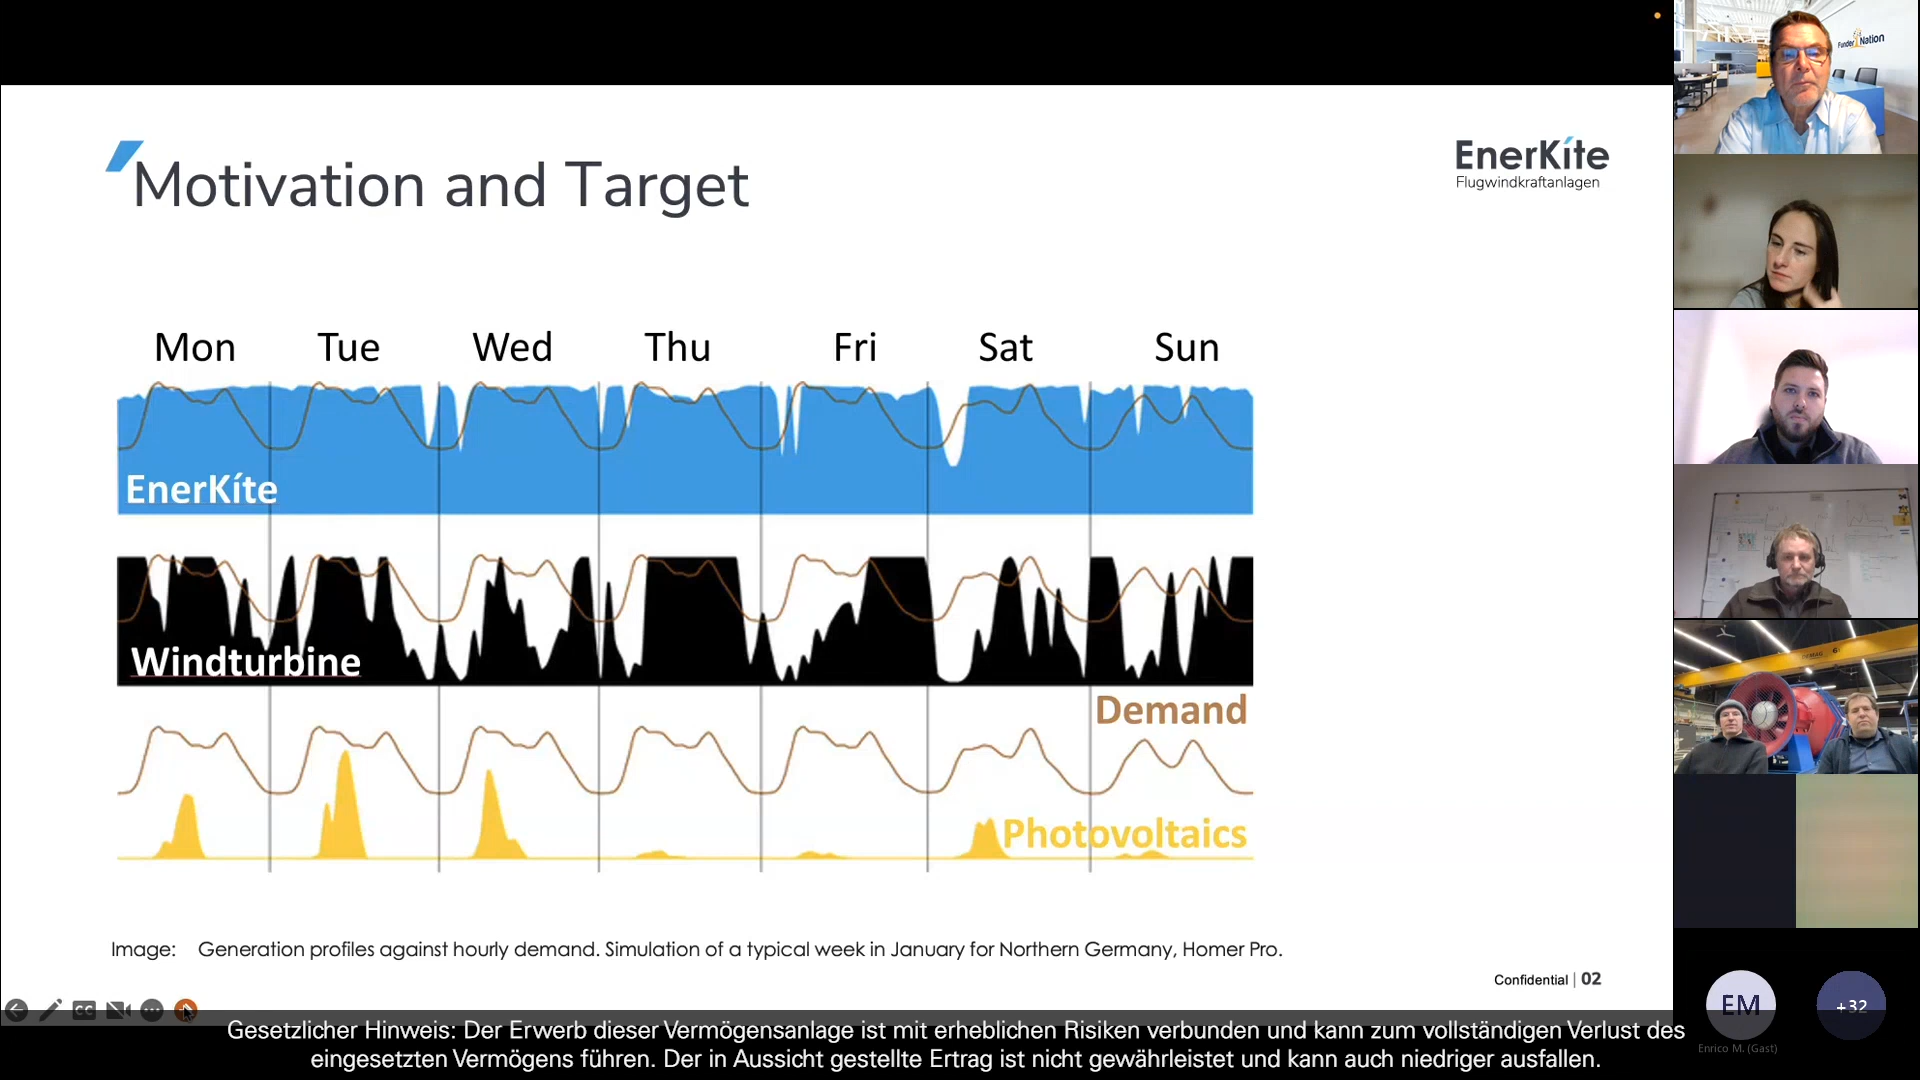 Funder Nation
Motivation and Target
EnerKíte
Flugwindkraftanlagen
Mon Tue Wed Thu Fri Sat Sun
EnerKíte
Windturbine
Demand
Photovoltaics
Image: Generation profiles against hourly demand. Simulation of a typical week in January for Northern Germany, Homer Pro.
Confidential | 02
CC
EM
+32
Enrico M. (Gast)
Gesetzlicher Hinweis: Der Erwerb dieser Vermögensanlage ist mit erheblichen Risiken verbunden und kann zum vollständigen Verlust des
eingesetzten Vermögens führen. Der in Aussicht gestellte Ertrag ist nicht gewährleistet und kann auch niedriger ausfallen.